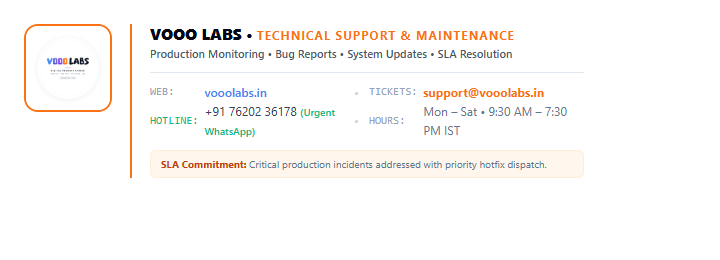 VOOO LABS
VOOO LABS • TECHNICAL SUPPORT & MAINTENANCE
Production Monitoring • Bug Reports • System Updates • SLA Resolution
WEB: vooolabs.in • TICKETS: support@vooolabs.in
HOTLINE: +91 76202 36178 (Urgent WhatsApp) • HOURS: Mon – Sat • 9:30 AM – 7:30 PM IST
SLA Commitment: Critical production incidents addressed with priority hotfix dispatch.